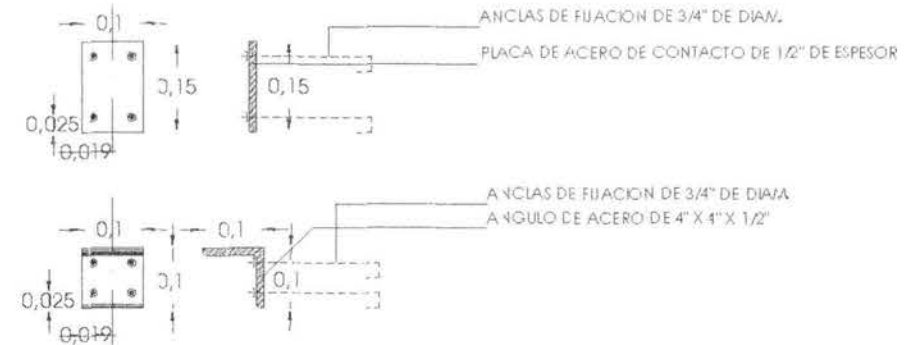 0,1
ANCLAS DE FIJACION DE 3/4" DE DIAM.
PLACA DE ACERO DE CONTACTO DE 1/2" DE ESPESOR
0,15
0,15
0,025
0,019
ANCLAS DE FIJACION DE 3/4" DE DIAM
ANGULO DE ACERO DE 4" X 4" X 1/2"
0,1
0,1
0,1
0,1
0,025
0,019